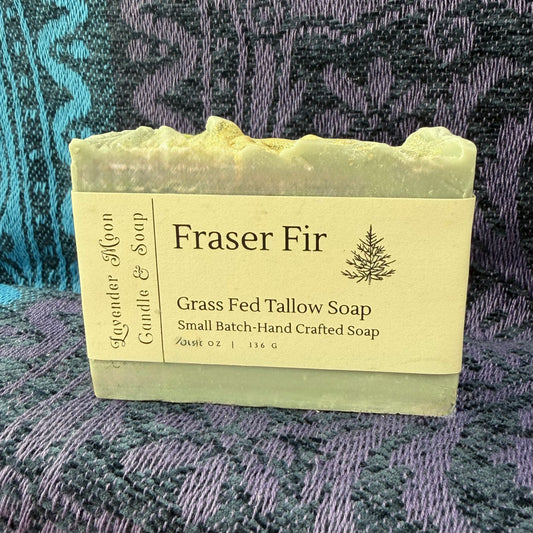 Lavender Moon
Candle & Soap
Fraser Fir
Grass Fed Tallow Soap
Small Batch-Hand Crafted Soap
OZ | 136 G